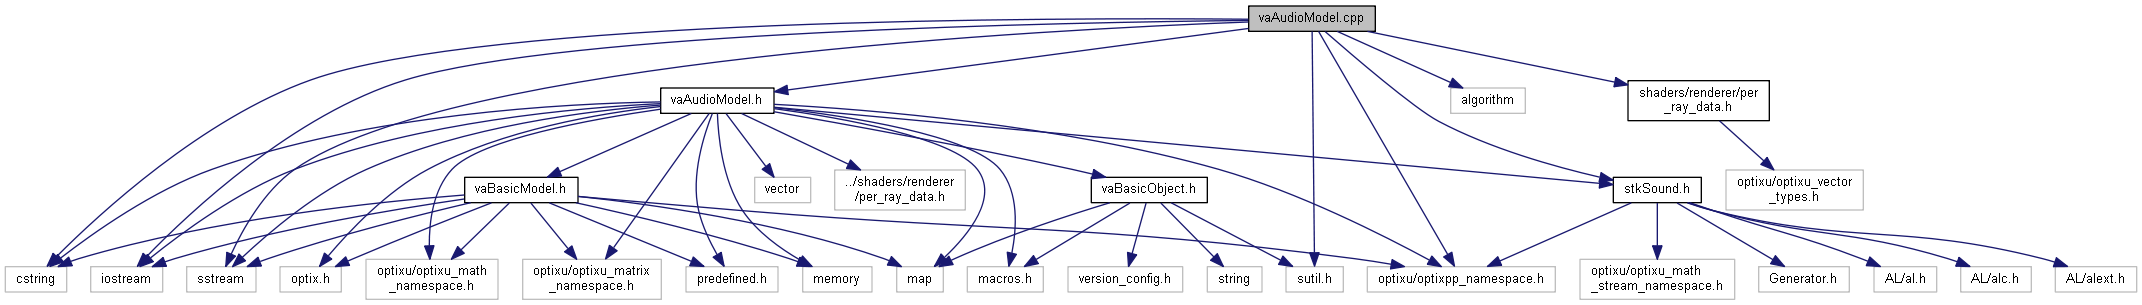 vaAudioModel.cpp
vaAudioModel.h
algorithm
shaders/renderer/per
_ray_data.h
vaBasicModel.h
vector
../shaders/renderer
/per_ray_data.h
vaBasicObject.h
stkSound.h
optixu/optixu_vector
_types.h
cstring
iostream
sstream
optix.h
optixu/optixu_math
_namespace.h
optixu/optixu_matrix
_namespace.h
predefined.h
memory
map
macros.h
version_config.h
string
sutil.h
optixu/optixpp_namespace.h
optixu/optixu_math
_stream_namespace.h
Generator.h
AL/al.h
AL/alc.h
AL/alext.h